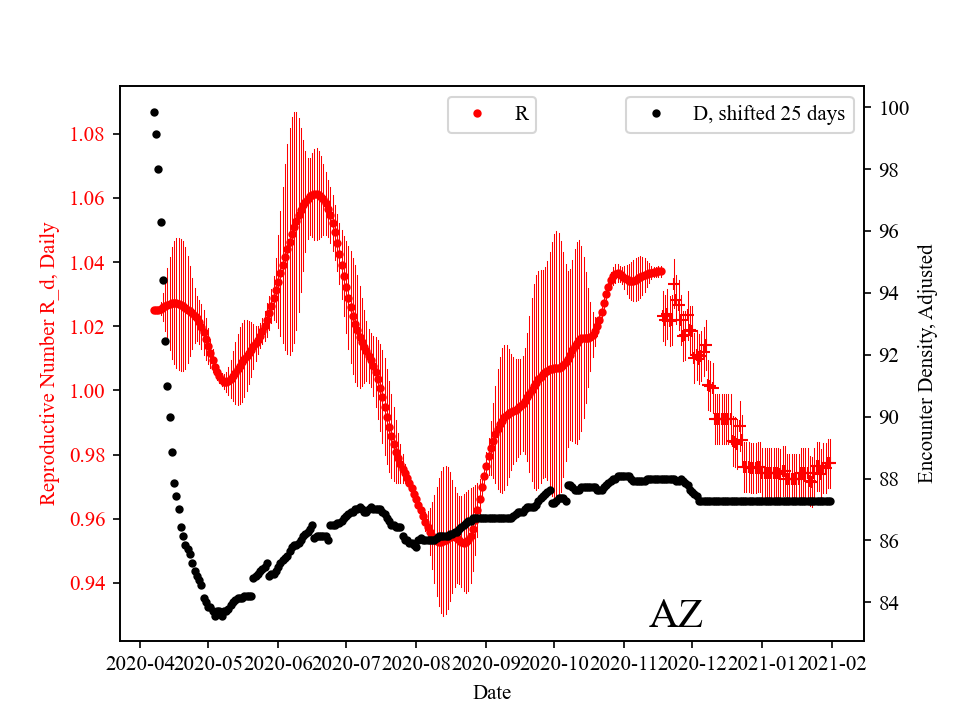 R
D, shifted 25 days
Reproductive Number R_d, Daily
1.08
1.06
1.04
1.02
1.00
0.98
0.96
0.94
100
98
96
94
92
90
88
86
84
Encounter Density, Adjusted
AZ
2020-04 2020-05 2020-06 2020-07 2020-08 2020-09 2020-10 2020-11 2020-12 2021-01 2021-02
Date